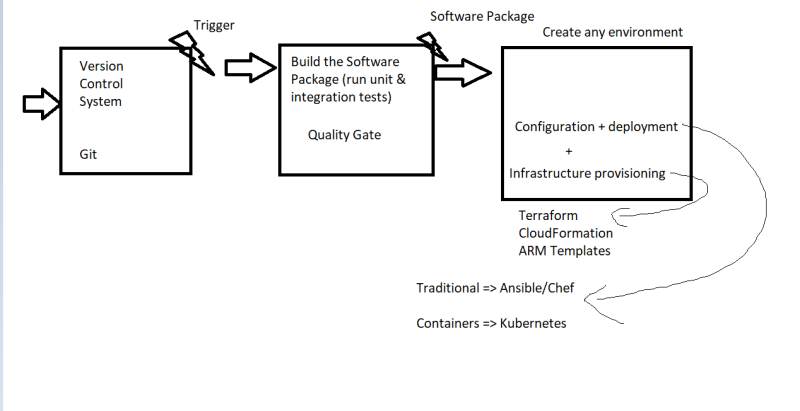 Trigger
Software Package
Create any environment
Version
Control
System
Git
Build the Software
Package (run unit &
integration tests)
Quality Gate
Configuration + deployment
+
Infrastructure provisioning
Terraform
CloudFormation
ARM Templates
Traditional => Ansible/Chef
Containers => Kubernetes